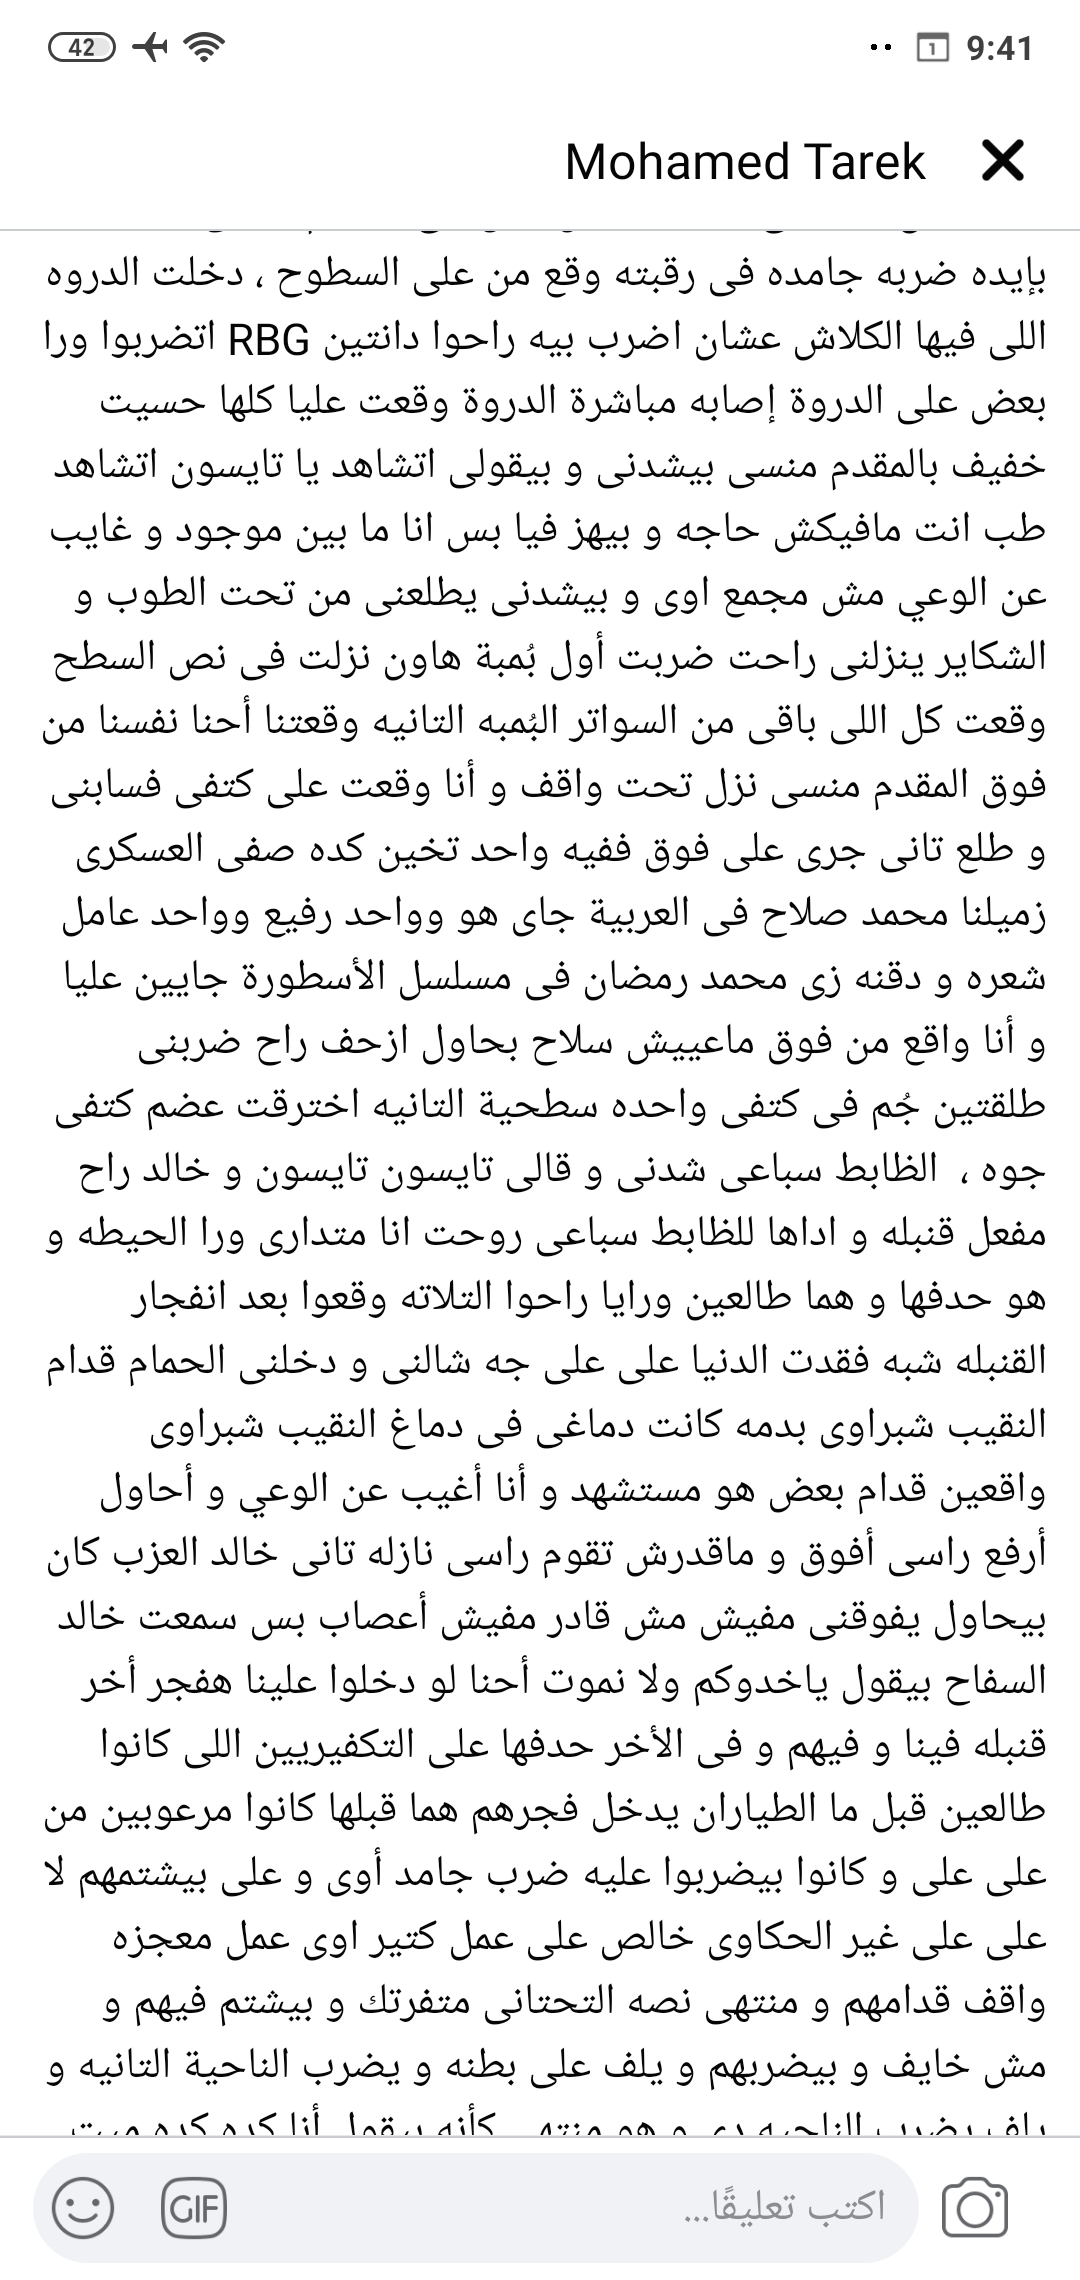 42
9:41
Mohamed Tarek
بإيده ضربه جامده فى رقبته وقع من على السطوح ، دخلت الدروه
اللى فيها الكلاش عشان اضرب بيه راحوا دانتين RBG اتضربوا ورا
بعض على الدروة إصابه مباشرة الدروة وقعت عليا كلها حسيت
خفيف بالمقدم منسى بيشدنى و بيقولى اتشاهد يا تايسون اتشاهد
طب انت مافيكش حاجه و بيهز فيا بس انا ما بين موجود و غايب
عن الوعي مش مجمع اوى و بيشدنى يطلعنى من تحت الطوب و
الشكاير ينزلنى راحت ضربت أول بُمبة هاون نزلت فى نص السطح
وقعت كل اللى باقى من السواتر البُمبه التانيه وقعتنا أحنا نفسنا من
فوق المقدم منسى نزل تحت واقف و أنا وقعت على كتفى فسابنى
و طلع تانى جرى على فوق ففيه واحد تخين كده صفى العسكرى
زميلنا محمد صلاح فى العربية جاى هو وواحد رفيع وواحد عامل
شعره و دقنه زى محمد رمضان فى مسلسل الأسطورة جايين عليا
و أنا واقع من فوق ماعييش سلاح بحاول ازحف راح ضربنى
طلقتين جُم فى كتفى واحده سطحية التانيه اخترقت عضم كتفى
جوه ، الظابط سباعى شدنى و قالى تايسون تايسون و خالد راح
مفعل قنبله و اداها للظابط سباعى روحت انا متدارى ورا الحيطه و
هو حدفها و هما طالعين ورايا راحوا التلاته وقعوا بعد انفجار
القنبله شبه فقدت الدنيا على على جه شالنى و دخلنى الحمام قدام
النقيب شبراوى بدمه كانت دماغى فى دماغ النقيب شبراوى
واقعين قدام بعض هو مستشهد و أنا أغيب عن الوعي و أحاول
أرفع راسى أفوق و ماقدرش تقوم راسى نازله تانى خالد العزب كان
بيحاول يفوقنى مفيش مش قادر مفيش أعصاب بس سمعت خالد
السفاح بيقول ياخدوكم ولا نموت أحنا لو دخلوا علينا هفجر أخر
قنبله فينا و فيهم و فى الأخر حدفها على التكفيريين اللى كانوا
طالعين قبل ما الطياران يدخل فجرهم هما قبلها كانوا مرعوبين من
على على و كانوا بيضربوا عليه ضرب جامد أوى و على بيشتمهم لا
على على غير الحكاوى خالص على عمل كتير اوى عمل معجزه
واقف قدامهم و منتهى نصه التحتانى متفرتك و بيشتم فيهم و
مش خايف و بيضربهم و يلف على بطنه و يضرب الناحية التانيه و
يلف يضرب الناحيه دى و هو منتهى كأنه بيقول أنا كده كده ميت
اكتب تعليقًا...
GIF